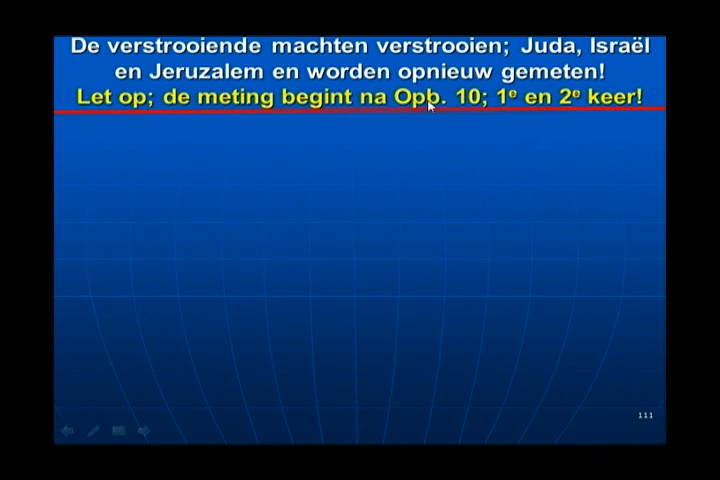 De verstrooiende machten verstrooien; Juda, Israël
en Jeruzalem en worden opnieuw gemeten!
Let op; de meting begint na Opb. 10; 1ᵉ en 2ᵉ keer!
111